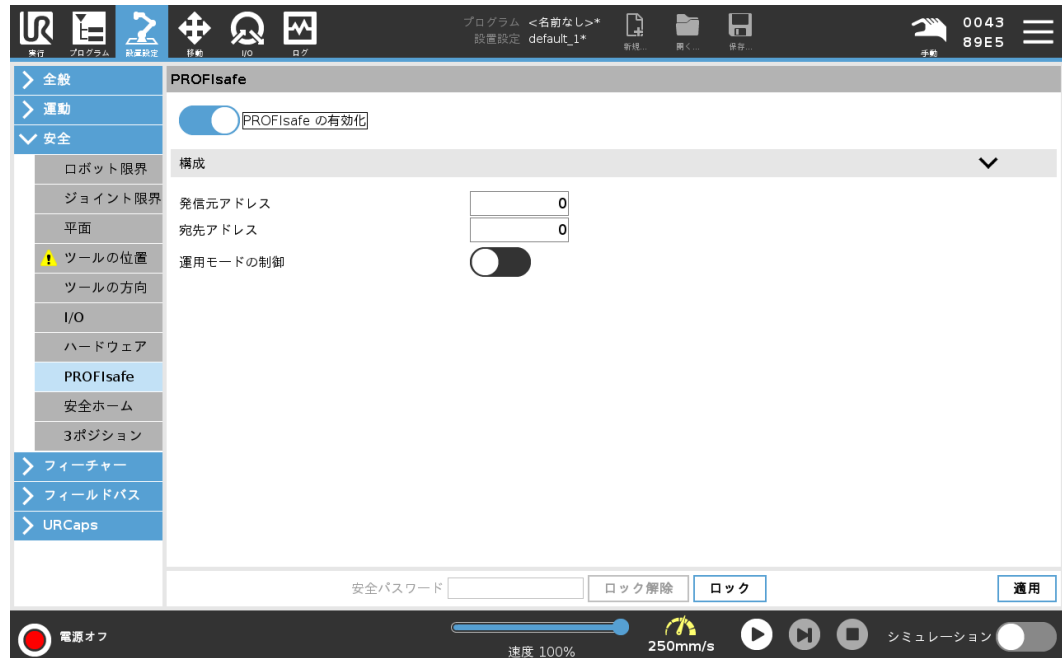 UR
実行
プログラム
設置設定
移動
I/O
ログ
プログラム <名前なし>*
設置設定 default_1*
新規...
開く...
保存...
手動
0043
89E5
全般
運動
安全
ロボット限界
ジョイント限界
平面
ツールの位置
ツールの方向
I/O
ハードウェア
PROFIsafe
安全ホーム
3ポジション
フィーチャー
フィールドバス
URCaps
PROFIsafe
PROFIsafe の有効化
構成
発信元アドレス 0
宛先アドレス 0
運用モードの制御
安全パスワード ロック解除 ロック 適用
電源オフ
速度 100%
250mm/s
シミュレーション